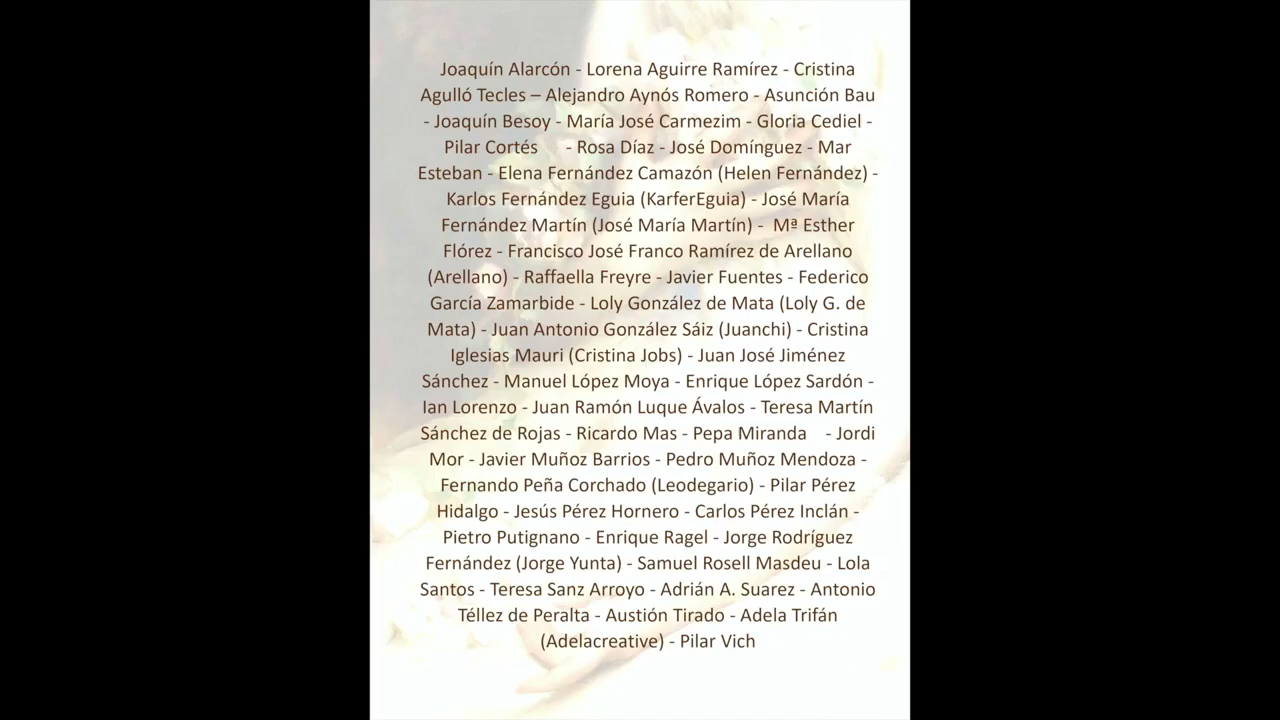 Joaquín Alarcón - Lorena Aguirre Ramírez - Cristina
Agulló Tecles – Alejandro Aynós Romero - Asunción Bau
- Joaquín Besoy - María José Carmezim - Gloria Cediel -
Pilar Cortés - Rosa Díaz - José Domínguez - Mar
Esteban - Elena Fernández Camazón (Helen Fernández) -
Karlos Fernández Eguia (KarferEguia) - José María
Fernández Martín (José María Martín) - Mª Esther
Flórez - Francisco José Franco Ramírez de Arellano
(Arellano) - Raffaella Freyre - Javier Fuentes - Federico
García Zamarbide - Loly González de Mata (Loly G. de
Mata) - Juan Antonio González Sáiz (Juanchi) - Cristina
Iglesias Mauri (Cristina Jobs) - Juan José Jiménez
Sánchez - Manuel López Moya - Enrique López Sardón -
Ian Lorenzo - Juan Ramón Luque Ávalos - Teresa Martín
Sánchez de Rojas - Ricardo Mas - Pepa Miranda - Jordi
Mor - Javier Muñoz Barrios - Pedro Muñoz Mendoza -
Fernando Peña Corchado (Leodegario) - Pilar Pérez
Hidalgo - Jesús Pérez Hornero - Carlos Pérez Inclán -
Pietro Putignano - Enrique Ragel - Jorge Rodríguez
Fernández (Jorge Yunta) - Samuel Rosell Masdeu - Lola
Santos - Teresa Sanz Arroyo - Adrián A. Suarez - Antonio
Téllez de Peralta - Austión Tirado - Adela Trifán
(Adelacreative) - Pilar Vich